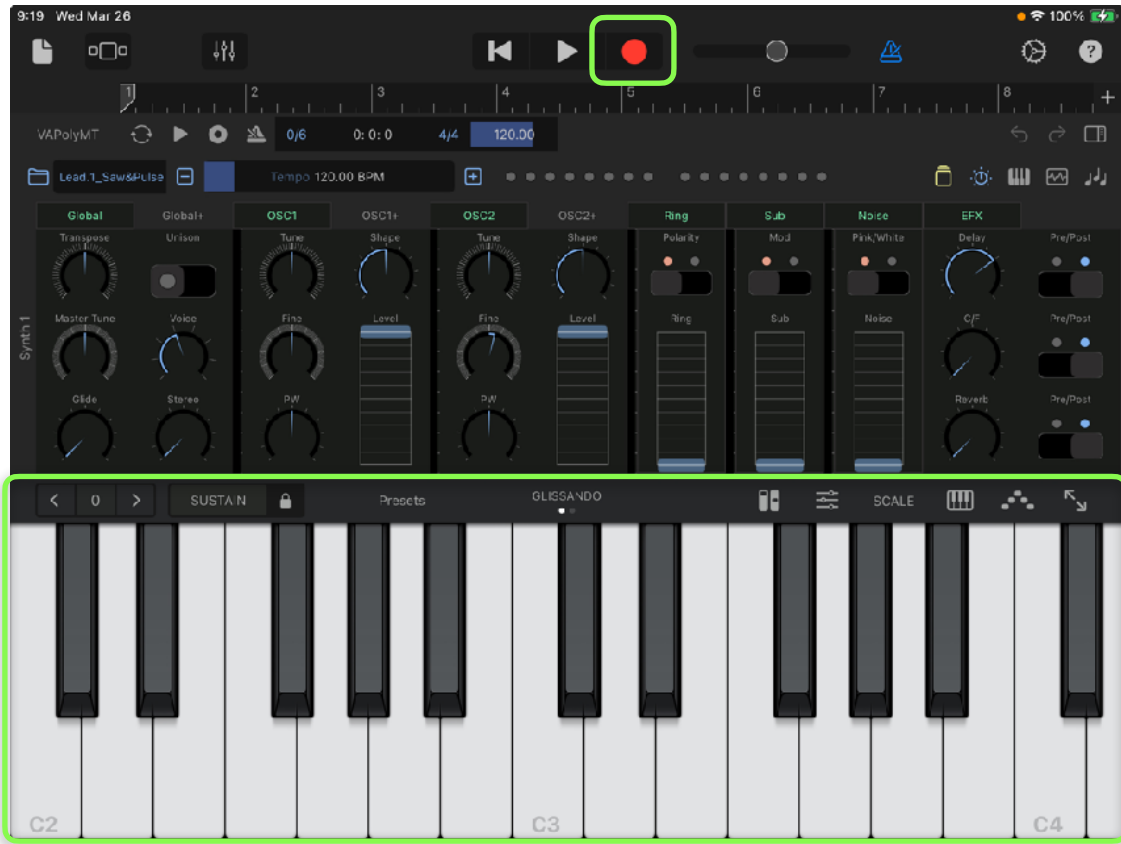 9:19 Wed Mar 26 100%
?
1 2 3 4 5 6 7 8 +
VAPolyMT 0/6 0: 0: 0 4/4 120.00
Lead.1_Saw&Pulse Tempo 120.00 BPM
Global Global+ OSC1 OSC1+ OSC2 OSC2+ Ring Sub Noise EFX
Transpose Unison Tune Shape Tune Shape Polarity Mod Pink/White Delay Pre/Post
Master Tune Voice Fine Level Fine Level Ring Sub Noise C/F Pre/Post
Synth 1
Glide Stereo PW PW Reverb Pre/Post
< 0 > SUSTAIN Presets GLISSANDO SCALE
C2 C3 C4